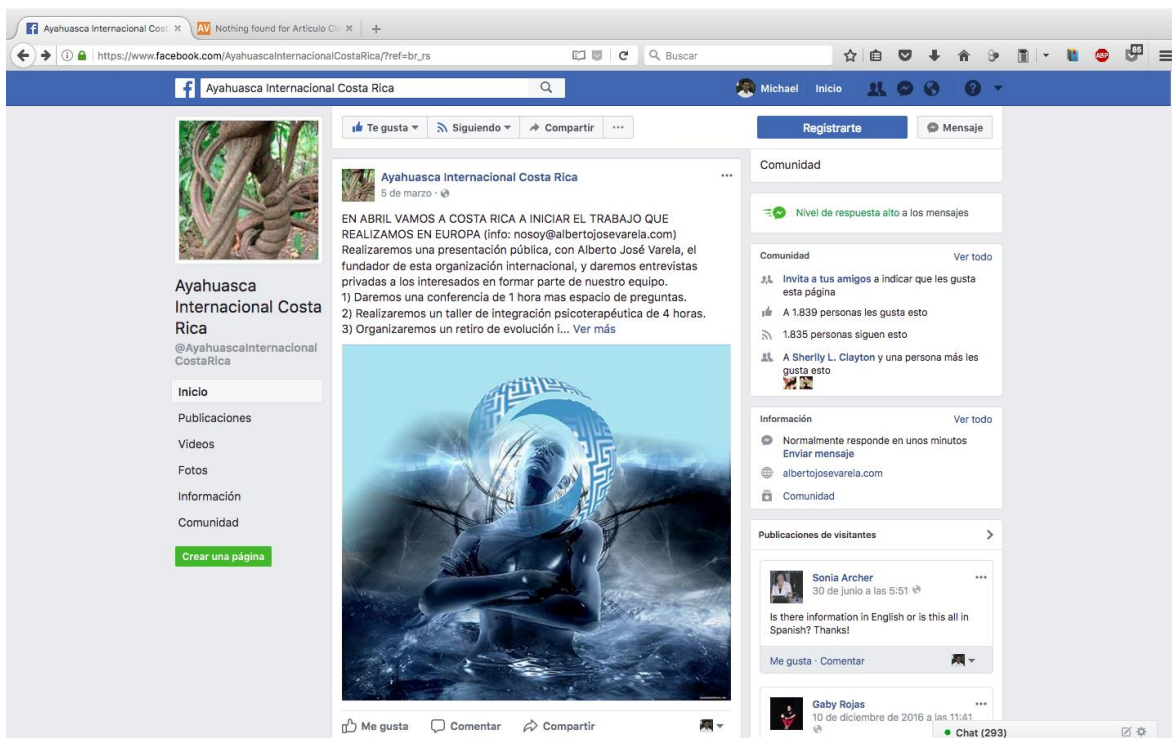 Ayahuasca Internacional Cost
Nothing found for Artículo Cie
https://www.facebook.com/AyahuascaInternacionalCostaRica/?ref=br_rs
Buscar
ABP
85
Ayahuasca Internacional Costa Rica
Michael
Inicio
Te gusta
Siguiendo
Compartir
Registrarte
Mensaje
Ayahuasca
Internacional Costa
Rica
@AyahuascaInternacional
CostaRica
Inicio
Publicaciones
Videos
Fotos
Información
Comunidad
Crear una página
Ayahuasca Internacional Costa Rica
5 de marzo ·
EN ABRIL VAMOS A COSTA RICA A INICIAR EL TRABAJO QUE
REALIZAMOS EN EUROPA (info: nosoy@albertojosevarela.com)
Realizaremos una presentación pública, con Alberto José Varela, el
fundador de esta organización internacional, y daremos entrevistas
privadas a los interesados en formar parte de nuestro equipo.
1) Daremos una conferencia de 1 hora mas espacio de preguntas.
2) Realizaremos un taller de integración psicoterapéutica de 4 horas.
3) Organizaremos un retiro de evolución i... Ver más
Me gusta
Comentar
Compartir
Comunidad
Nivel de respuesta alto a los mensajes
Comunidad
Ver todo
Invita a tus amigos a indicar que les gusta
esta página
A 1.839 personas les gusta esto
1.835 personas siguen esto
A Sherlly L. Clayton y una persona más les
gusta esto
Información
Ver todo
Normalmente responde en unos minutos
Enviar mensaje
albertojosevarela.com
Comunidad
Publicaciones de visitantes
Sonia Archer
30 de junio a las 5:51
Is there information in English or is this all in
Spanish? Thanks!
Me gusta · Comentar
Gaby Rojas
10 de diciembre de 2016 a las 11:41
Chat (293)